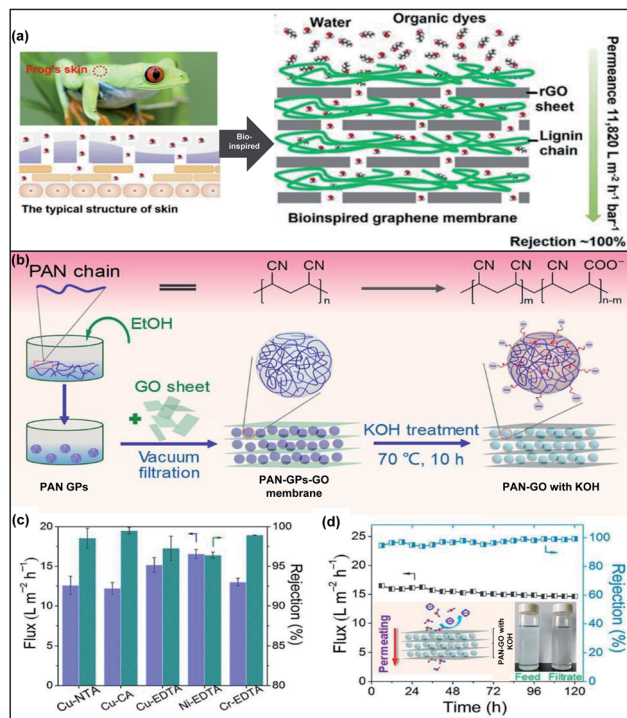 (a)
Frog's skin
Bio-
inspired
The typical structure of skin
Water
Organic dyes
rGO
sheet
Lignin
chain
Bioinspired graphene membrane
Permeance 11,820 L m⁻² h⁻¹ bar⁻¹
Rejection ~100%
(b)
PAN chain
CN CN
n
CN CN
m
CN COO⁻
n-m
EtOH
GO sheet
+
Vacuum
filtration
PAN GPs
PAN-GPs-GO
membrane
KOH treatment
70 ℃, 10 h
PAN-GO with KOH
(c)
Flux (L m⁻² h⁻¹)
20
15
10
5
0
100
95
90
85
80
Rejection (%)
Cu-NTA
Cu-CA
Cu-EDTA
Ni-EDTA
Cr-EDTA
(d)
Flux (L m⁻² h⁻¹)
25
20
15
10
5
0
100
80
60
40
20
0
Rejection (%)
Permeating
PAN-GO with
KOH
Feed
Filtrate
0 24 48 72 96 120
Time (h)